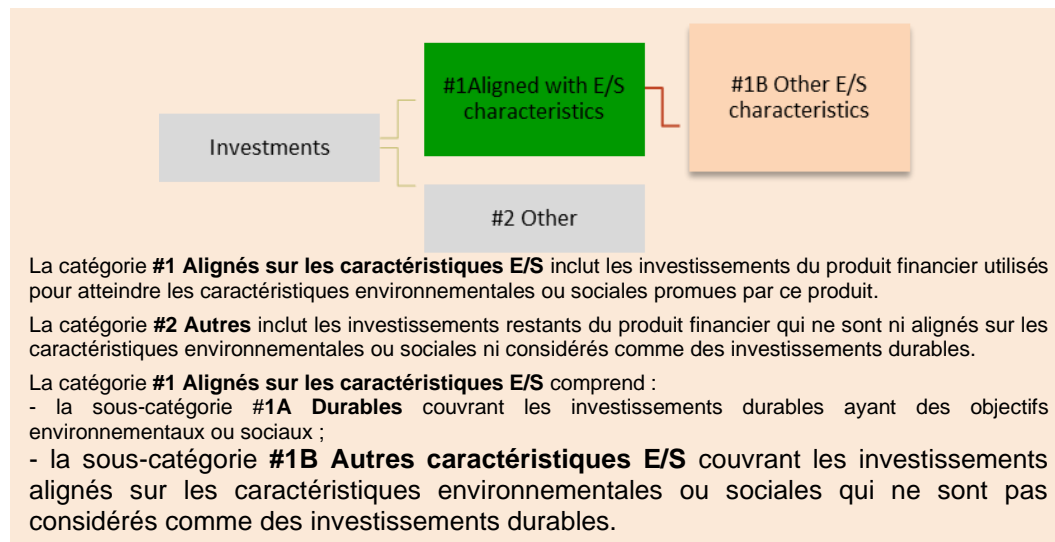 #1Aligned with E/S
characteristics
#1B Other E/S
characteristics
Investments
#2 Other
La catégorie #1 Alignés sur les caractéristiques E/S inclut les investissements du produit financier utilisés
pour atteindre les caractéristiques environnementales ou sociales promues par ce produit.
La catégorie #2 Autres inclut les investissements restants du produit financier qui ne sont ni alignés sur les
caractéristiques environnementales ou sociales ni considérés comme des investissements durables.
La catégorie #1 Alignés sur les caractéristiques E/S comprend :
- la sous-catégorie #1A Durables couvrant les investissements durables ayant des objectifs
environnementaux ou sociaux ;
- la sous-catégorie #1B Autres caractéristiques E/S couvrant les investissements
alignés sur les caractéristiques environnementales ou sociales qui ne sont pas
considérés comme des investissements durables.